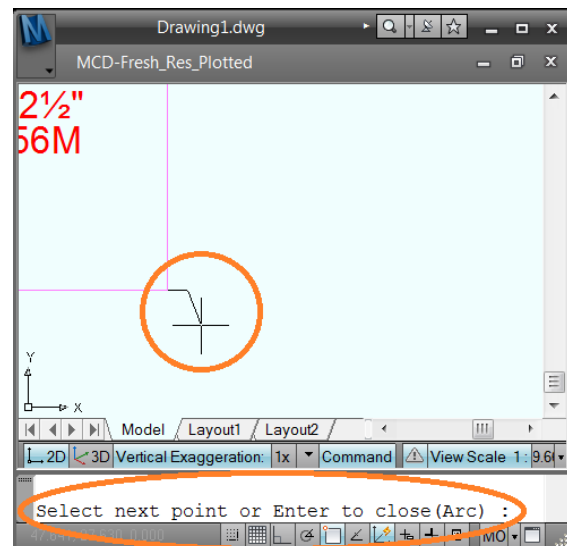 Drawing1.dwg
MCD-Fresh_Res_Plotted
2½"
56M
Y
X
Model Layout1 Layout2
2D 3D Vertical Exaggeration: 1x Command View Scale 1:
Select next point or Enter to close(Arc) :
MO